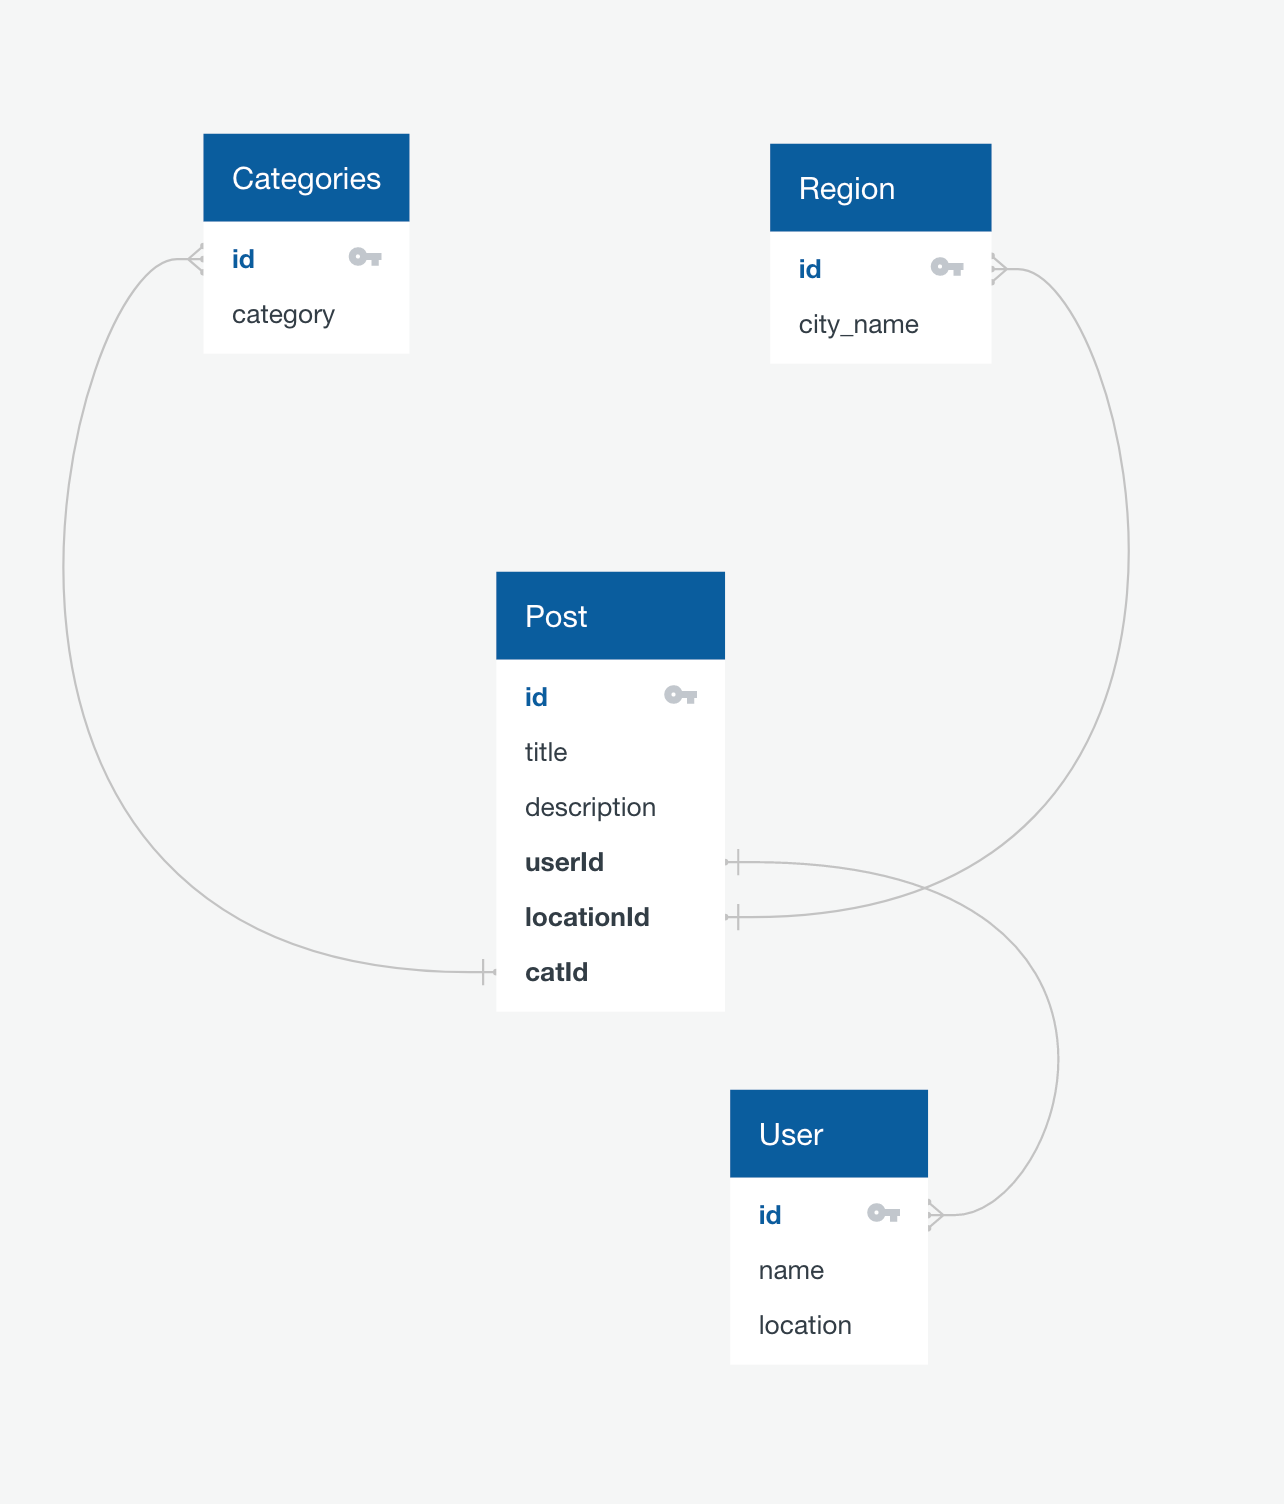 Categories
id
category
Region
id
city_name
Post
id
title
description
userId
locationId
catId
User
id
name
location